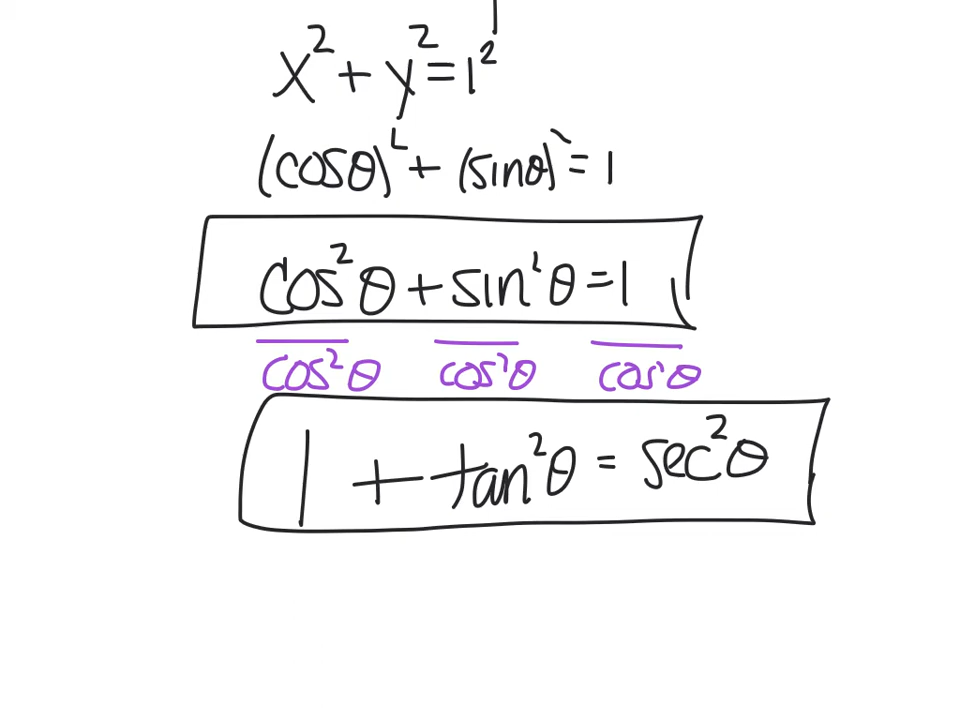 x² + y² = 1²
(cosθ)² + (sinθ)² = 1
cos²θ + sin²θ = 1
cos²θ cos²θ cos²θ
1 + tan²θ = sec²θ